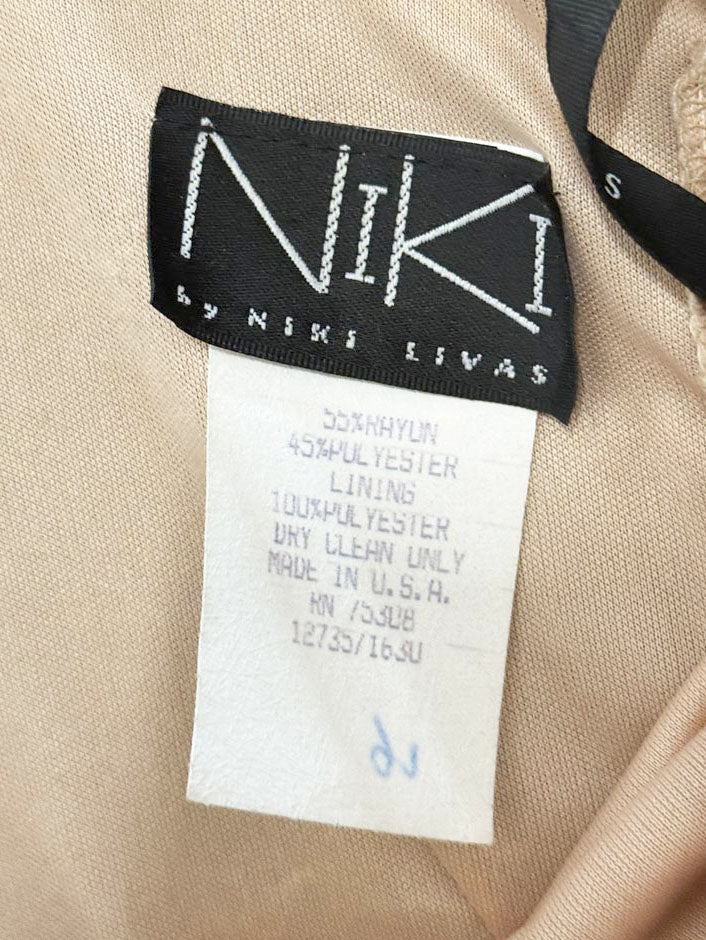 NIKI
by NIKI LIVAS
S
55%RAYON
45%POLYESTER
LINING
100%POLYESTER
DRY CLEAN ONLY
MADE IN U.S.A.
RN 75308
12735/1630